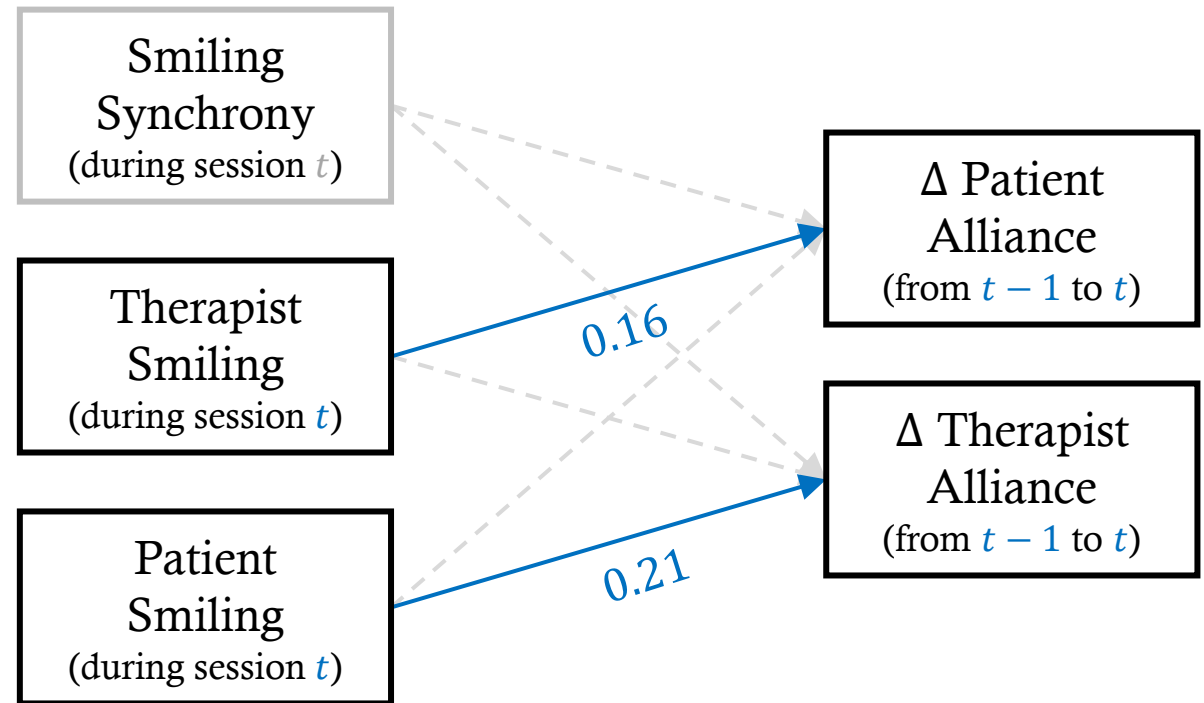 Smiling
Synchrony
(during session t)
Therapist
Smiling
(during session t)
Patient
Smiling
(during session t)
0.16
0.21
Δ Patient
Alliance
(from t − 1 to t)
Δ Therapist
Alliance
(from t − 1 to t)